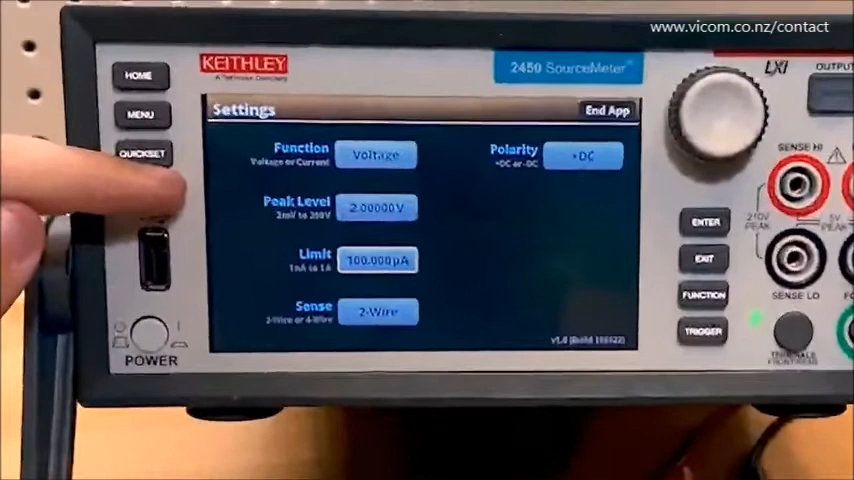 www.vicom.co.nz/contact
KEITHLEY
A Tektronix Company
2450 SourceMeter
LXI
OUTPUT
HOME
MENU
QUICKSET
Settings
End App
Function
Voltage or Current
Voltage
Polarity
+DC or -DC
+DC
Peak Level
2mV to 200V
2.00000V
Limit
1nA to 1A
100.000µA
Sense
2-Wire or 4-Wire
2-Wire
POWER
ENTER
EXIT
FUNCTION
TRIGGER
SENSE HI
210V
PEAK
5V
PEAK
SENSE LO